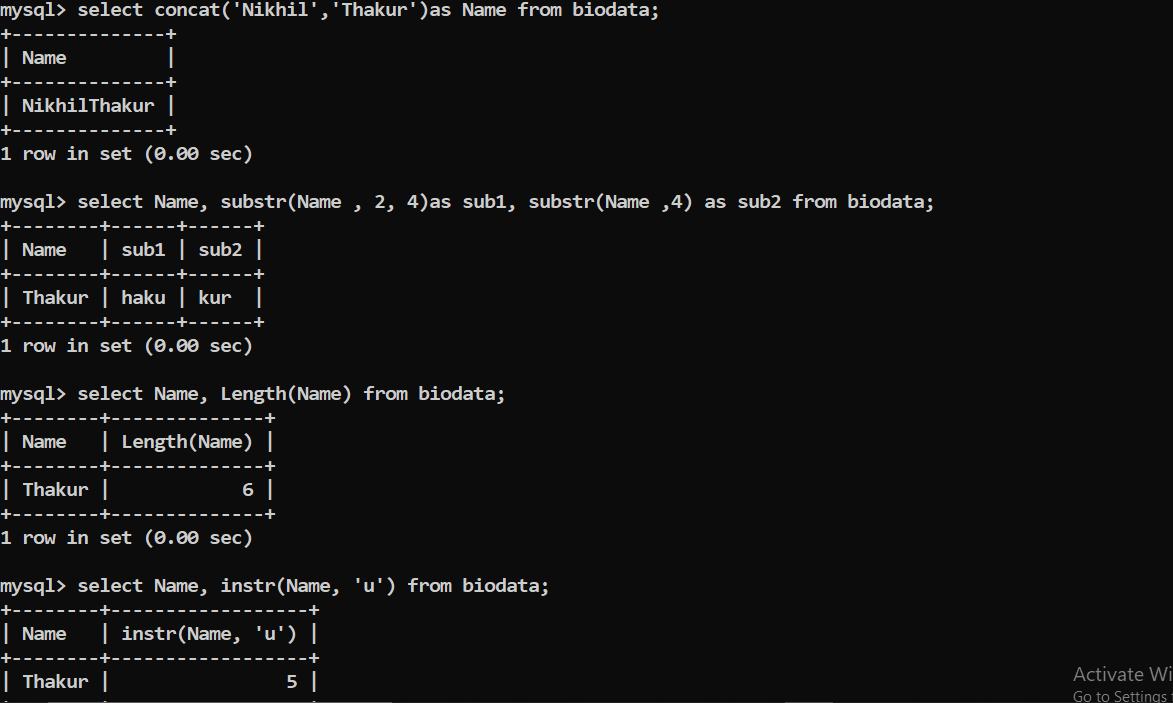 mysql> select concat('Nikhil','Thakur')as Name from biodata;
+--------------+
| Name         |
+--------------+
| NikhilThakur |
+--------------+
1 row in set (0.00 sec)

mysql> select Name, substr(Name , 2, 4)as sub1, substr(Name ,4) as sub2 from biodata;
+--------+------+------+
| Name   | sub1 | sub2 |
+--------+------+------+
| Thakur | haku | kur  |
+--------+------+------+
1 row in set (0.00 sec)

mysql> select Name, Length(Name) from biodata;
+--------+--------------+
| Name   | Length(Name) |
+--------+--------------+
| Thakur |            6 |
+--------+--------------+
1 row in set (0.00 sec)

mysql> select Name, instr(Name, 'u') from biodata;
+--------+------------------+
| Name   | instr(Name, 'u') |
+--------+------------------+
| Thakur |                5 |
Activate Wi
Go to Settings